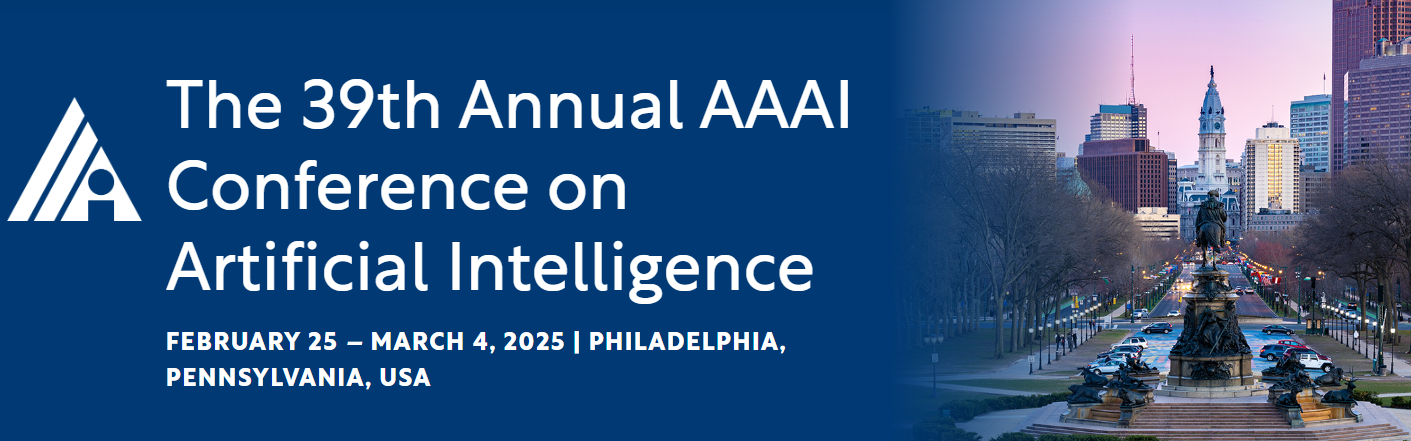 The 39th Annual AAAI
Conference on
Artificial Intelligence
FEBRUARY 25 – MARCH 4, 2025 | PHILADELPHIA,
PENNSYLVANIA, USA